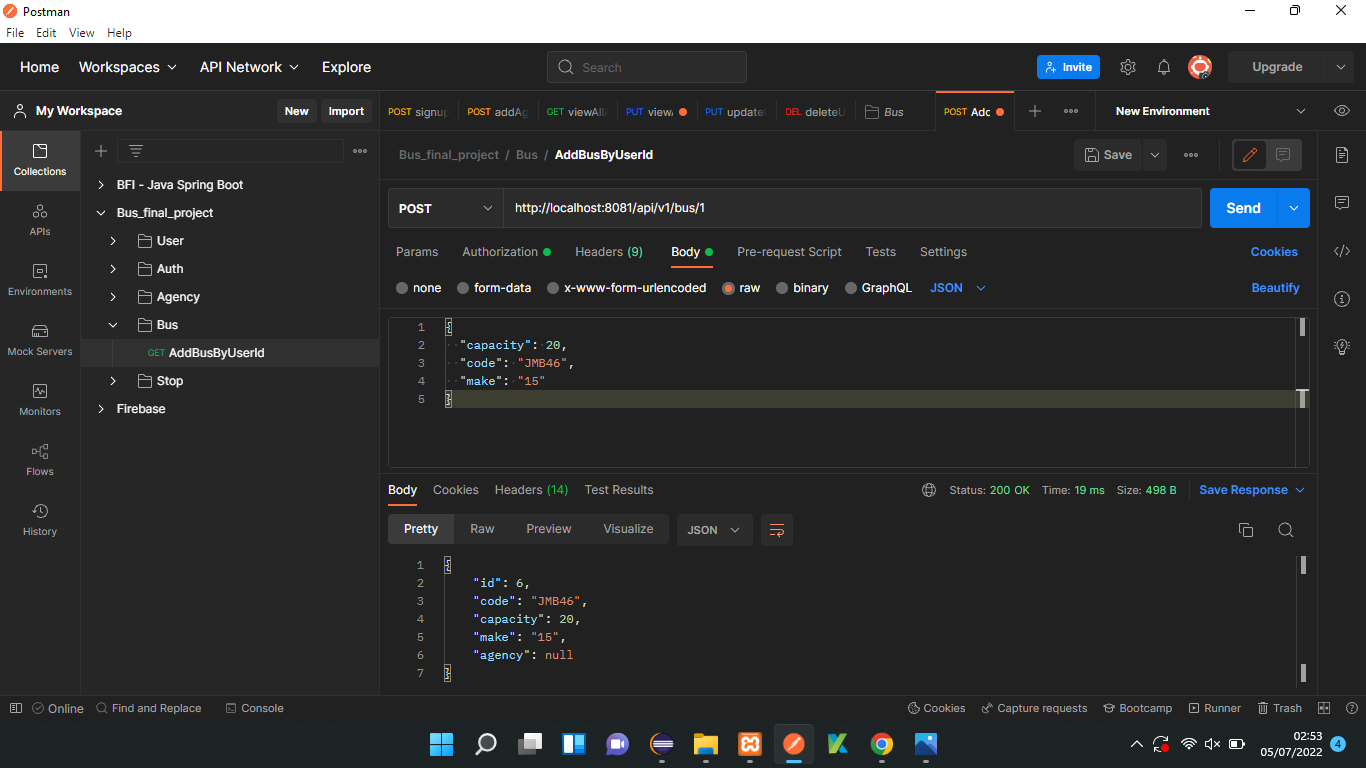 Postman
File Edit View Help
Home Workspaces API Network Explore Search Invite Upgrade
My Workspace New Import
POST signup POST addAg GET viewAll PUT view. PUT update DEL deleteU Bus POST Adc New Environment
Collections
APIs
Environments
Mock Servers
Monitors
Flows
History
BFI - Java Spring Boot
Bus_final_project
User
Auth
Agency
Bus
GET AddBusByUserId
Stop
Firebase
Bus_final_project / Bus / AddBusByUserId Save
POST http://localhost:8081/api/v1/bus/1 Send
Params Authorization Headers (9) Body Pre-request Script Tests Settings Cookies
none form-data x-www-form-urlencoded raw binary GraphQL JSON Beautify
1 {
2 "capacity": 20,
3 "code": "JMB46",
4 "make": "15"
5 }
Body Cookies Headers (14) Test Results Status: 200 OK Time: 19 ms Size: 498 B Save Response
Pretty Raw Preview Visualize JSON
1 {
2 "id": 6,
3 "code": "JMB46",
4 "capacity": 20,
5 "make": "15",
6 "agency": null
7 }
Online Find and Replace Console Cookies Capture requests Bootcamp Runner Trash
02:53
05/07/2022 4